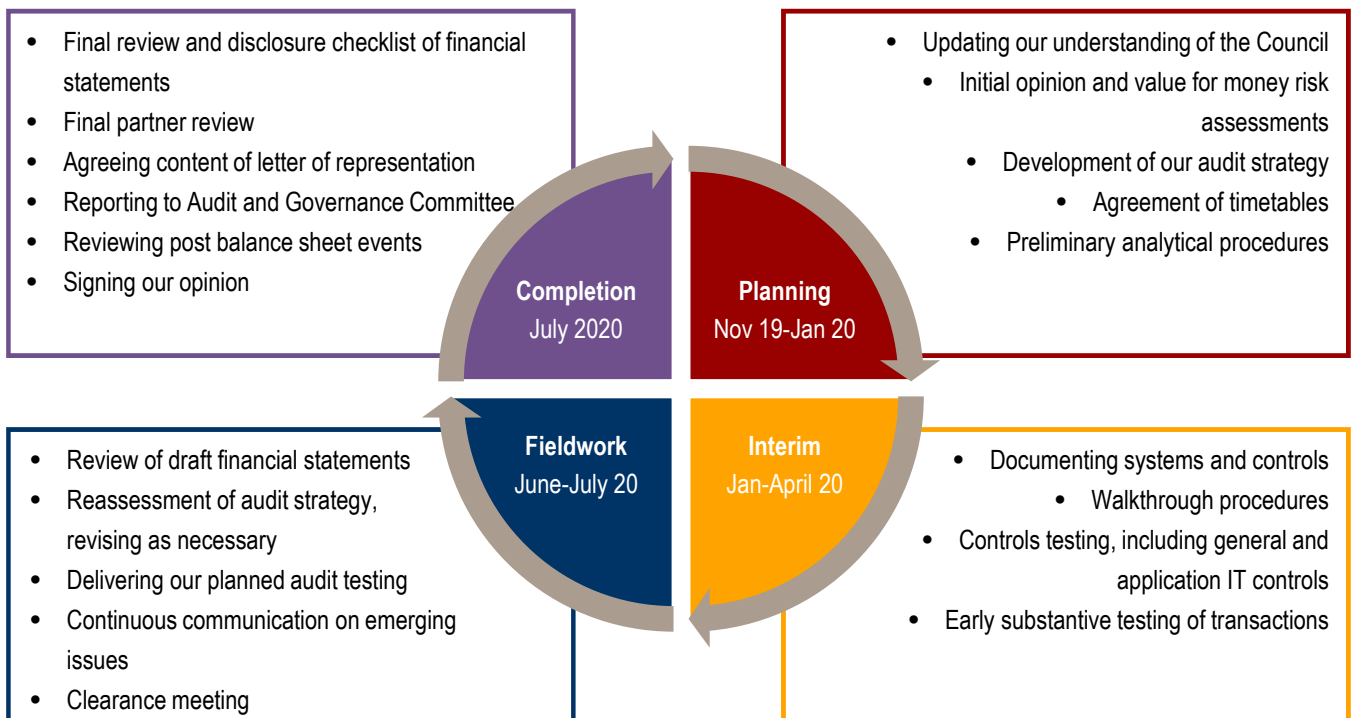 • Final review and disclosure checklist of financial
statements
• Final partner review
• Agreeing content of letter of representation
• Reporting to Audit and Governance Committee
• Reviewing post balance sheet events
• Signing our opinion
• Updating our understanding of the Council
• Initial opinion and value for money risk
assessments
• Development of our audit strategy
• Agreement of timetables
• Preliminary analytical procedures
Completion
July 2020
Planning
Nov 19-Jan 20
Fieldwork
June-July 20
Interim
Jan-April 20
• Review of draft financial statements
• Reassessment of audit strategy,
revising as necessary
• Delivering our planned audit testing
• Continuous communication on emerging
issues
• Clearance meeting
• Documenting systems and controls
• Walkthrough procedures
• Controls testing, including general and
application IT controls
• Early substantive testing of transactions